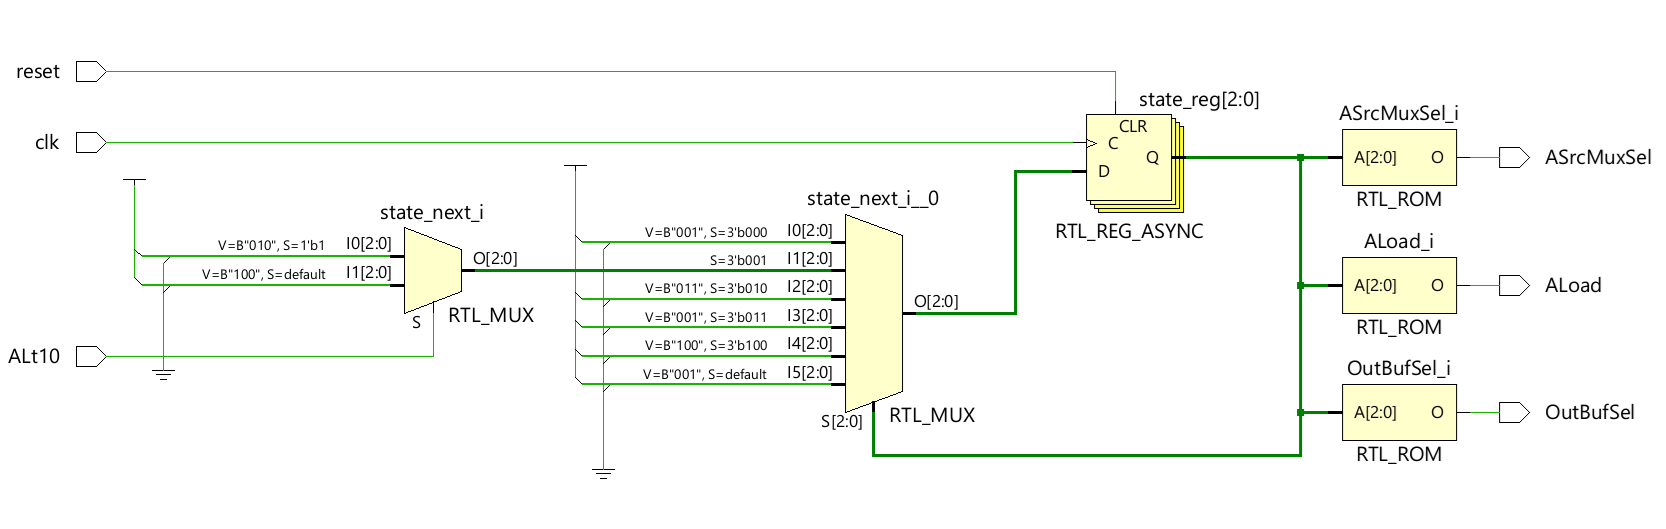 reset
clk
ALt10
state_next_i
V=B"010", S=1'b1
I0[2:0]
V=B"100", S=default
I1[2:0]
O[2:0]
S
RTL_MUX
state_next_i__0
V=B"001", S=3'b000
I0[2:0]
S=3'b001
I1[2:0]
V=B"011", S=3'b010
I2[2:0]
V=B"001", S=3'b011
I3[2:0]
V=B"100", S=3'b100
I4[2:0]
V=B"001", S=default
I5[2:0]
O[2:0]
S[2:0]
RTL_MUX
state_reg[2:0]
CLR
C
Q
D
RTL_REG_ASYNC
ASrcMuxSel_i
A[2:0]
O
RTL_ROM
ASrcMuxSel
ALoad_i
A[2:0]
O
RTL_ROM
ALoad
OutBufSel_i
A[2:0]
O
RTL_ROM
OutBufSel